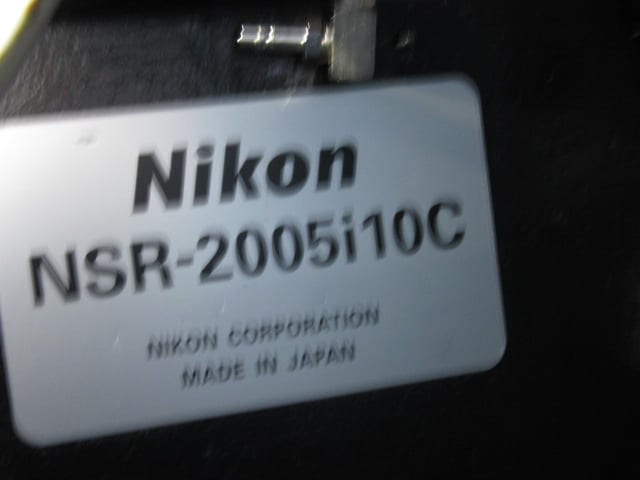 Nikon
NSR-2005i10C
NIKON CORPORATION
MADE IN JAPAN